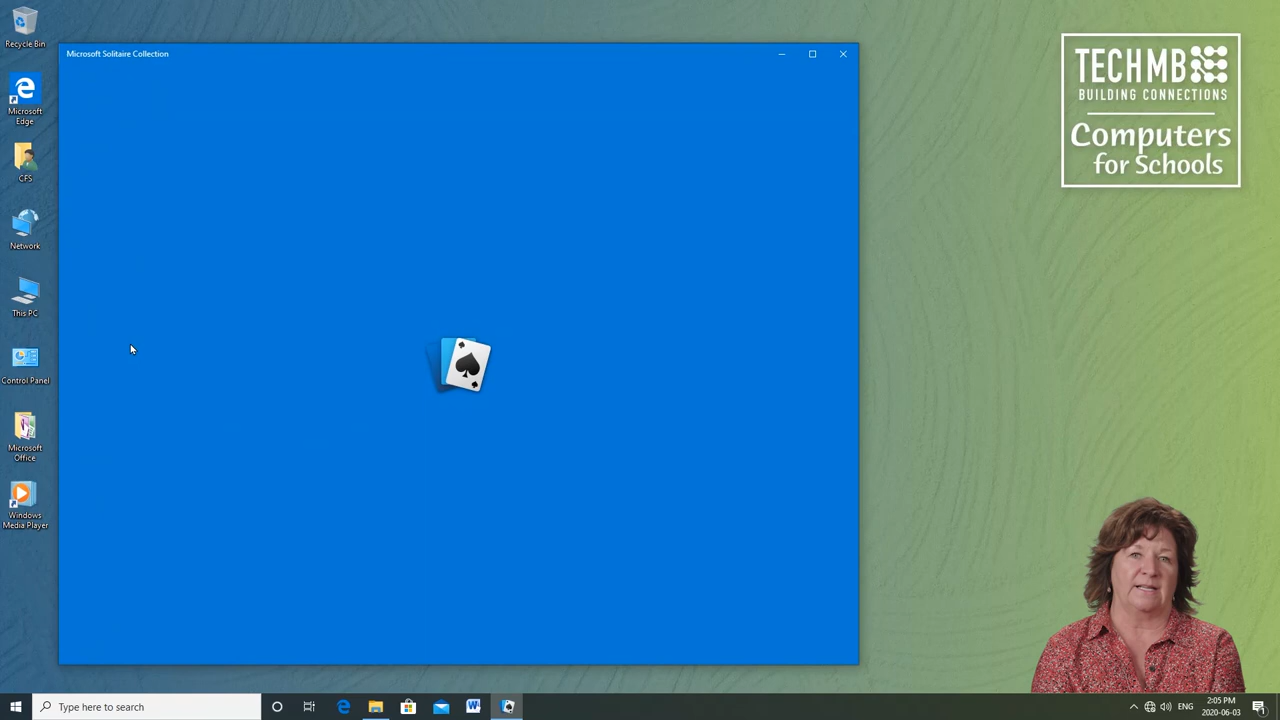 Recycle Bin
Microsoft
Edge
CFS
Network
This PC
Control Panel
Microsoft
Office
Windows
Media Player
Microsoft Solitaire Collection
TECHMB
BUILDING CONNECTIONS
Computers
for Schools
Type here to search
ENG
2:05 PM
2020-06-03
1